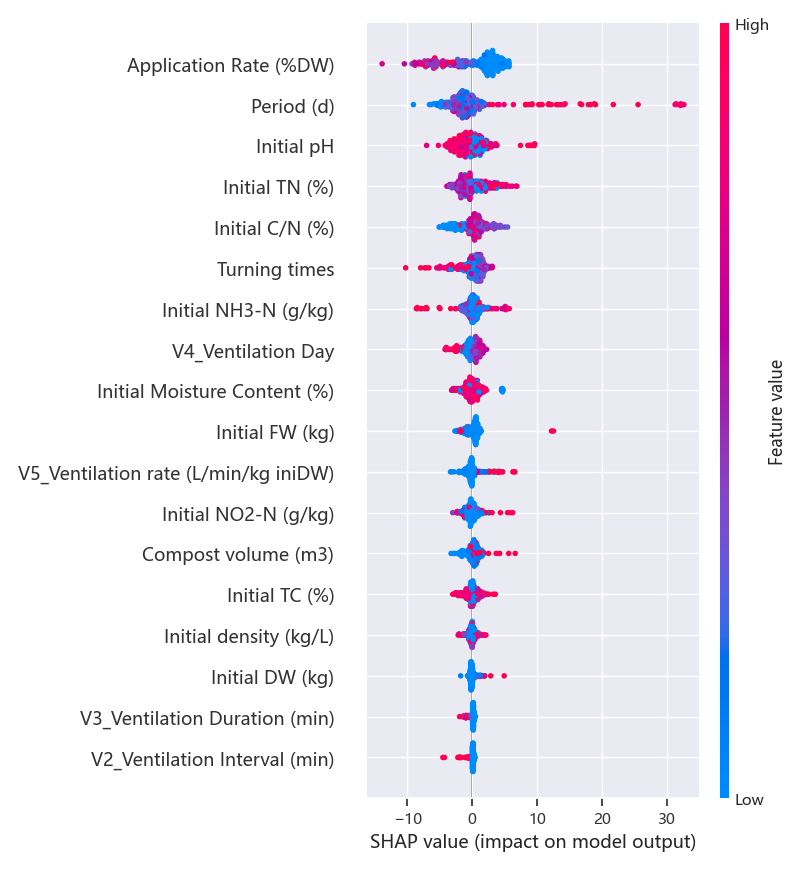 High
Application Rate (%DW)
Period (d)
Initial pH
Initial TN (%)
Initial C/N (%)
Turning times
Initial NH3-N (g/kg)
V4_Ventilation Day
Initial Moisture Content (%)
Initial FW (kg)
V5_Ventilation rate (L/min/kg iniDW)
Initial NO2-N (g/kg)
Compost volume (m3)
Initial TC (%)
Initial density (kg/L)
Initial DW (kg)
V3_Ventilation Duration (min)
V2_Ventilation Interval (min)
Feature value
Low
−10 0 10 20 30
SHAP value (impact on model output)